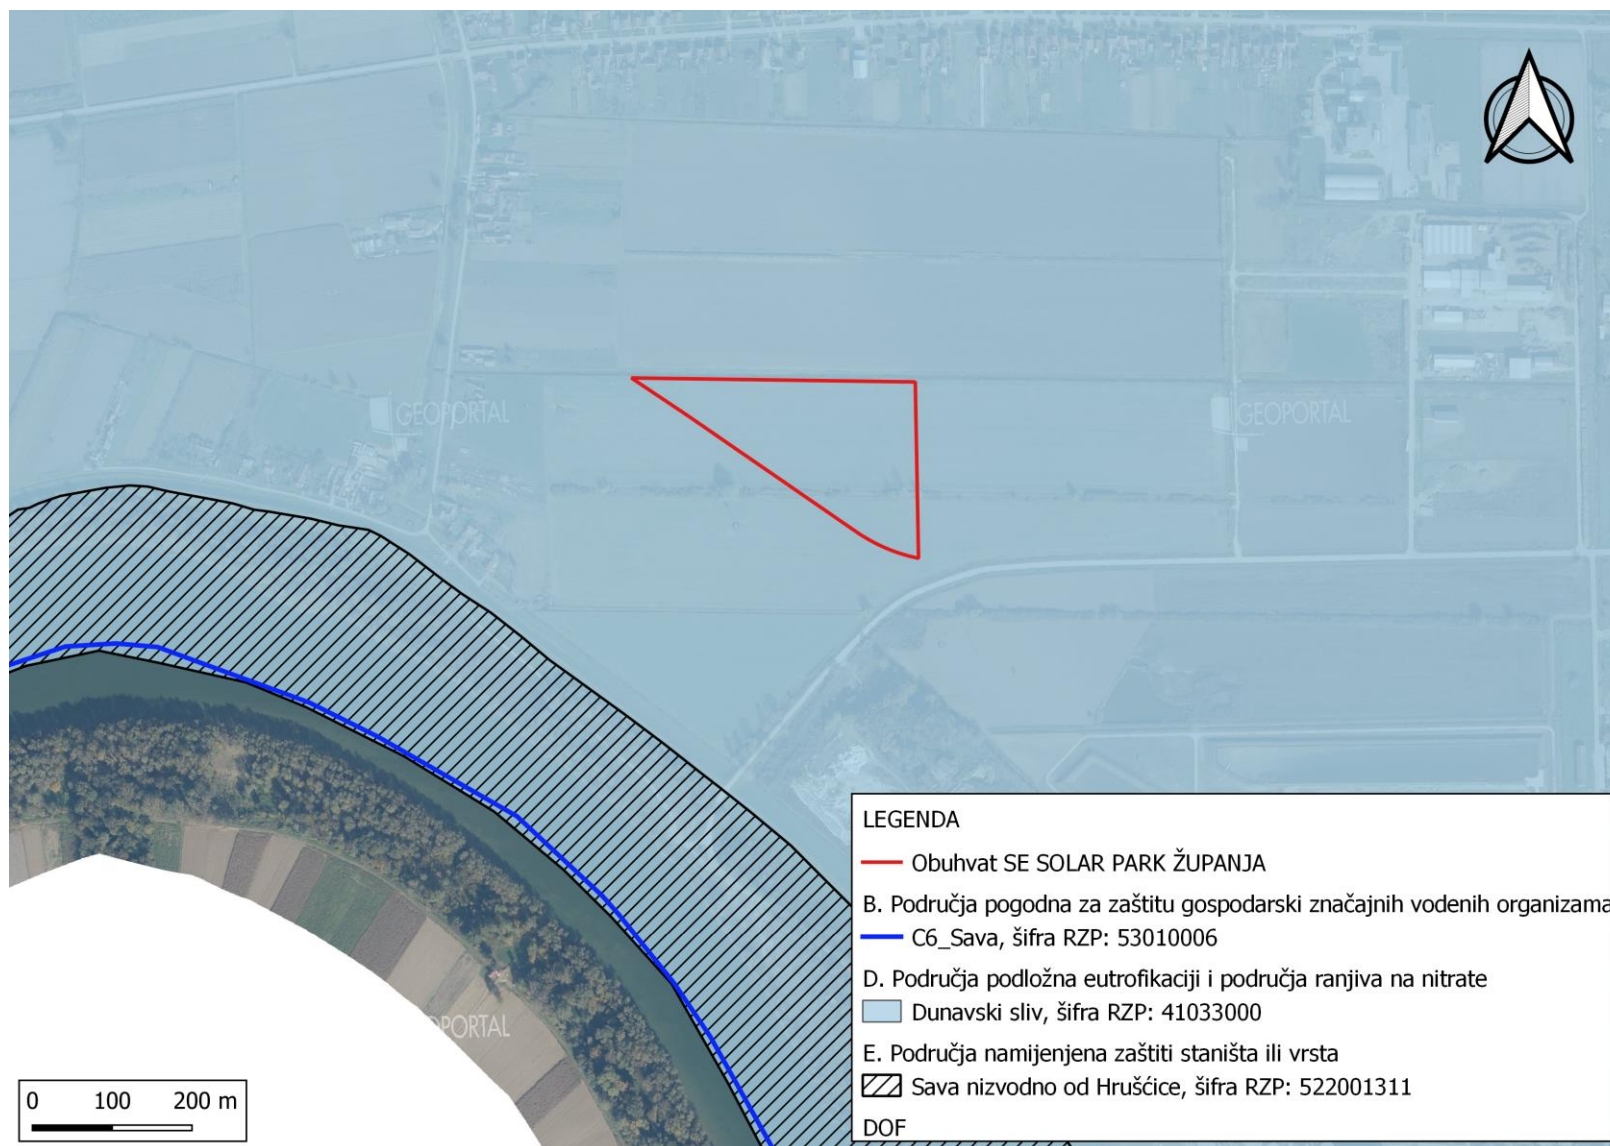 GEOPORTAL
GEOPORTAL
OPORTAL
LEGENDA
Obuhvat SE SOLAR PARK ŽUPANJA
B. Područja pogodna za zaštitu gospodarski značajnih vodenih organizama
C6_Sava, šifra RZP: 53010006
D. Područja podložna eutrofikaciji i područja ranjiva na nitrate
Dunavski sliv, šifra RZP: 41033000
E. Područja namijenjena zaštiti staništa ili vrsta
Sava nizvodno od Hrušćice, šifra RZP: 522001311
DOF
0 100 200 m